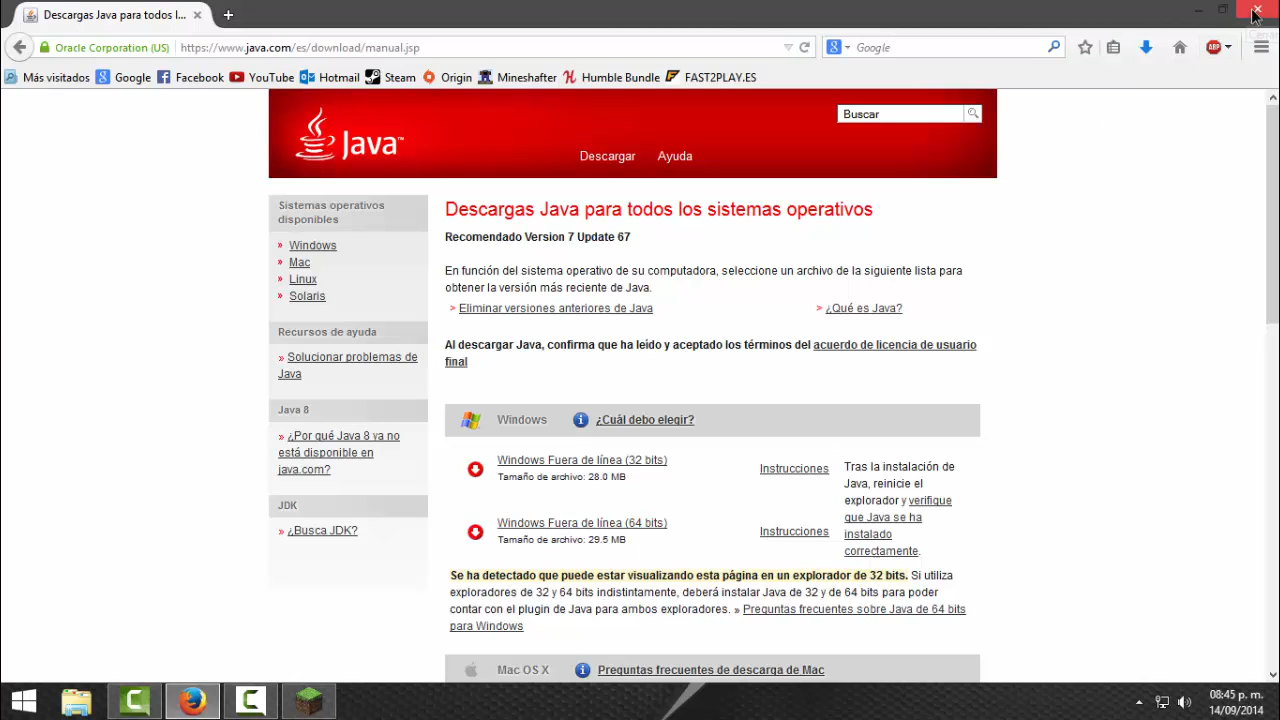 Descargas Java para todos l...
Oracle Corporation (US)
https://www.java.com/es/download/manual.jsp
Google
Más visitados
Google
Facebook
YouTube
Hotmail
Steam
Origin
Mineshafter
Humble Bundle
FAST2PLAY.ES
Java™
Buscar
Descargar
Ayuda
Sistemas operativos
disponibles
» Windows
» Mac
» Linux
» Solaris
Recursos de ayuda
» Solucionar problemas de
Java
Java 8
» ¿Por qué Java 8 ya no
está disponible en
java.com?
JDK
» ¿Busca JDK?
Descargas Java para todos los sistemas operativos
Recomendado Version 7 Update 67
En función del sistema operativo de su computadora, seleccione un archivo de la siguiente lista para
obtener la versión más reciente de Java.
> Eliminar versiones anteriores de Java
> ¿Qué es Java?
Al descargar Java, confirma que ha leído y aceptado los términos del acuerdo de licencia de usuario
final
Windows
¿Cuál debo elegir?
Windows Fuera de línea (32 bits)
Tamaño de archivo: 28.0 MB
Instrucciones
Windows Fuera de línea (64 bits)
Tamaño de archivo: 29.5 MB
Instrucciones
Tras la instalación de
Java, reinicie el
explorador y verifique
que Java se ha
instalado
correctamente.
Se ha detectado que puede estar visualizando esta página en un explorador de 32 bits. Si utiliza
exploradores de 32 y 64 bits indistintamente, deberá instalar Java de 32 y de 64 bits para poder
contar con el plugin de Java para ambos exploradores. » Preguntas frecuentes sobre Java de 64 bits
para Windows
Mac OS X
Preguntas frecuentes de descarga de Mac
08:45 p. m.
14/09/2014